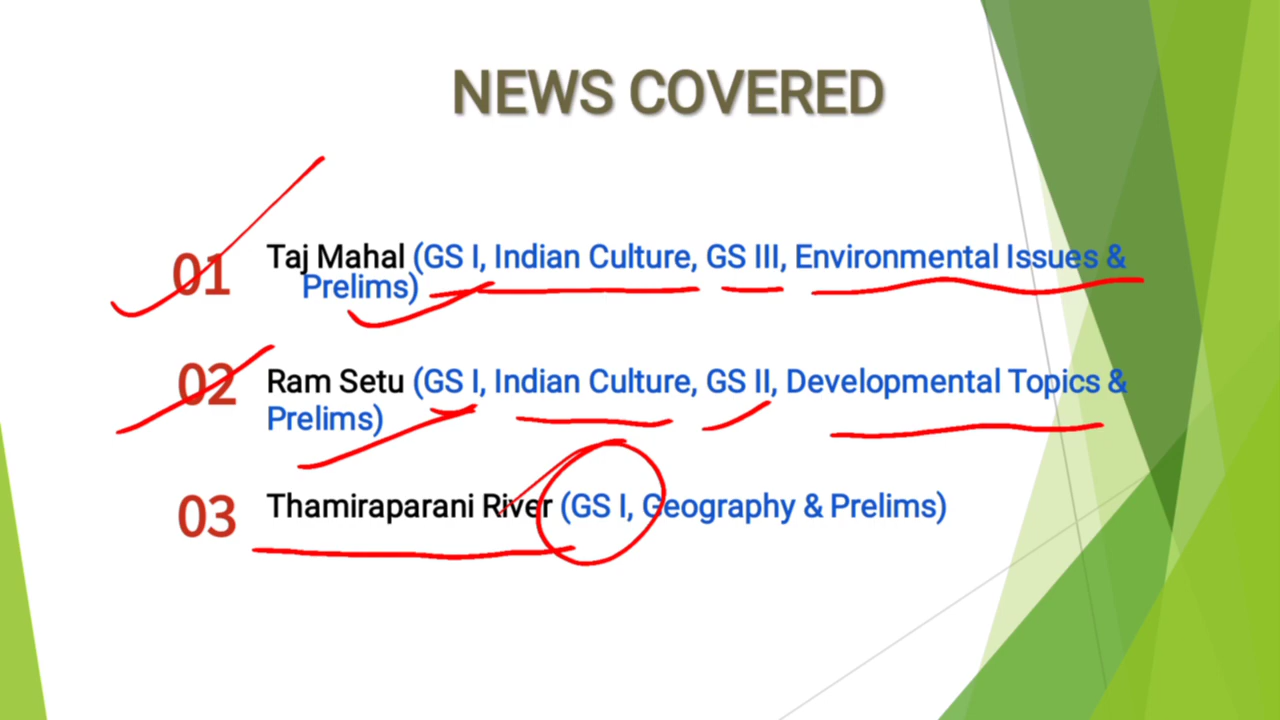 NEWS COVERED
01 Taj Mahal (GS I, Indian Culture, GS III, Environmental Issues &
Prelims)
02 Ram Setu (GS I, Indian Culture, GS II, Developmental Topics &
Prelims)
03 Thamiraparani River (GS I, Geography & Prelims)